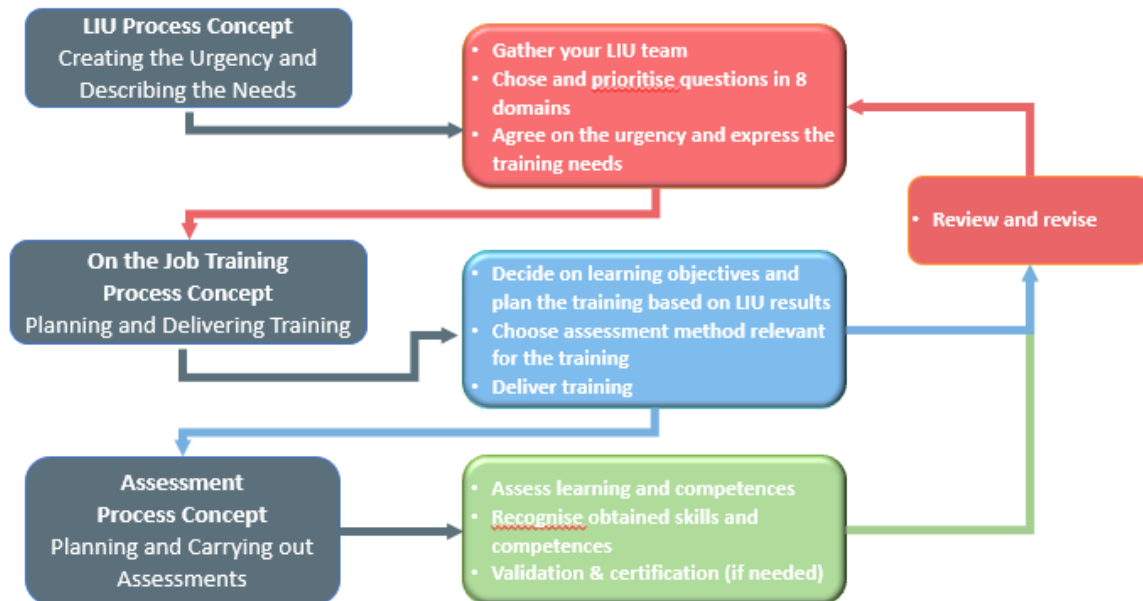 LIU Process Concept
Creating the Urgency and
Describing the Needs
• Gather your LIU team
• Chose and prioritise questions in 8
domains
• Agree on the urgency and express the
training needs
• Review and revise
On the Job Training
Process Concept
Planning and Delivering Training
• Decide on learning objectives and
plan the training based on LIU results
• Choose assessment method relevant
for the training
• Deliver training
Assessment
Process Concept
Planning and Carrying out
Assessments
• Assess learning and competences
• Recognise obtained skills and
competences
• Validation & certification (if needed)